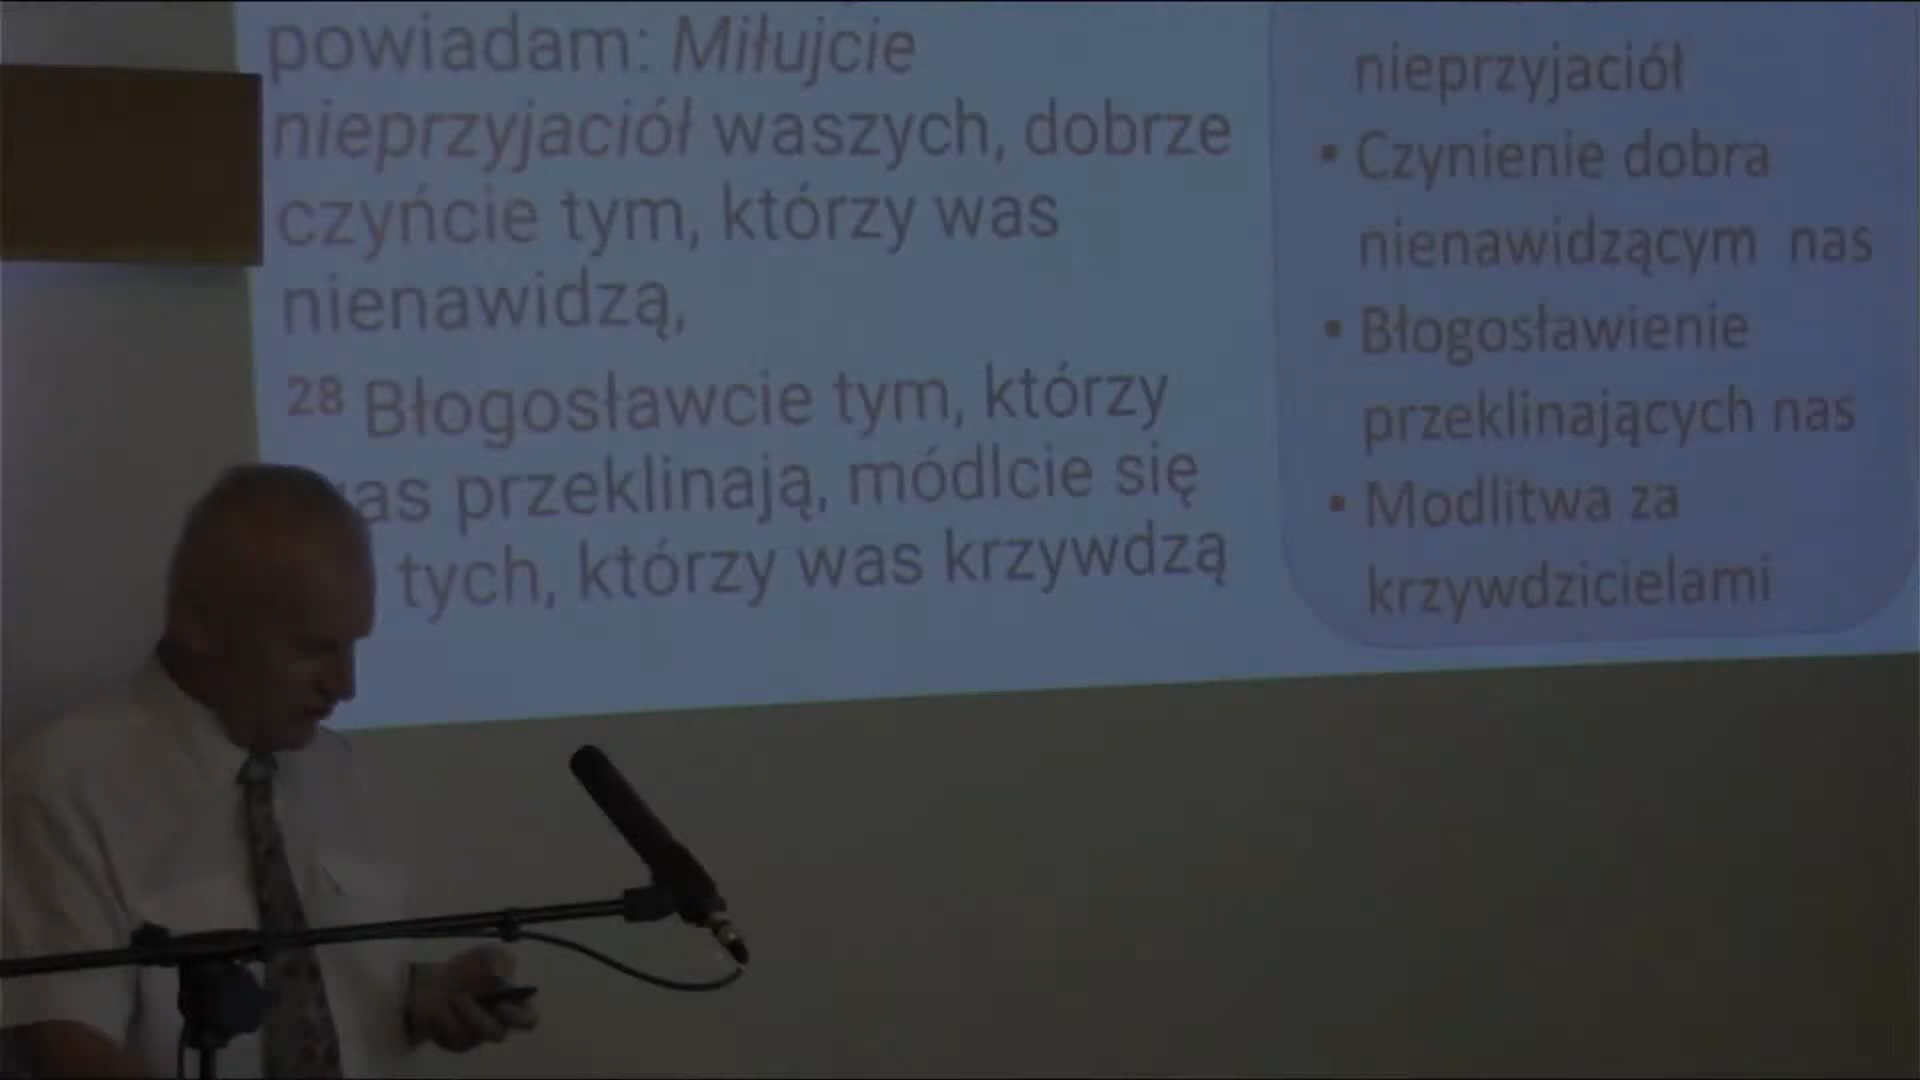 powiadam: Miłujcie
nieprzyjaciół waszych, dobrze
czyńcie tym, którzy was
nienawidzą,
28 Błogosławcie tym, którzy
przeklinają, módlcie się
tych, którzy was krzywdzą
nieprzyjaciół
• Czynienie dobra
nienawidzącym nas
• Błogosławienie
przeklinających nas
• Modlitwa za
krzywdzicielami